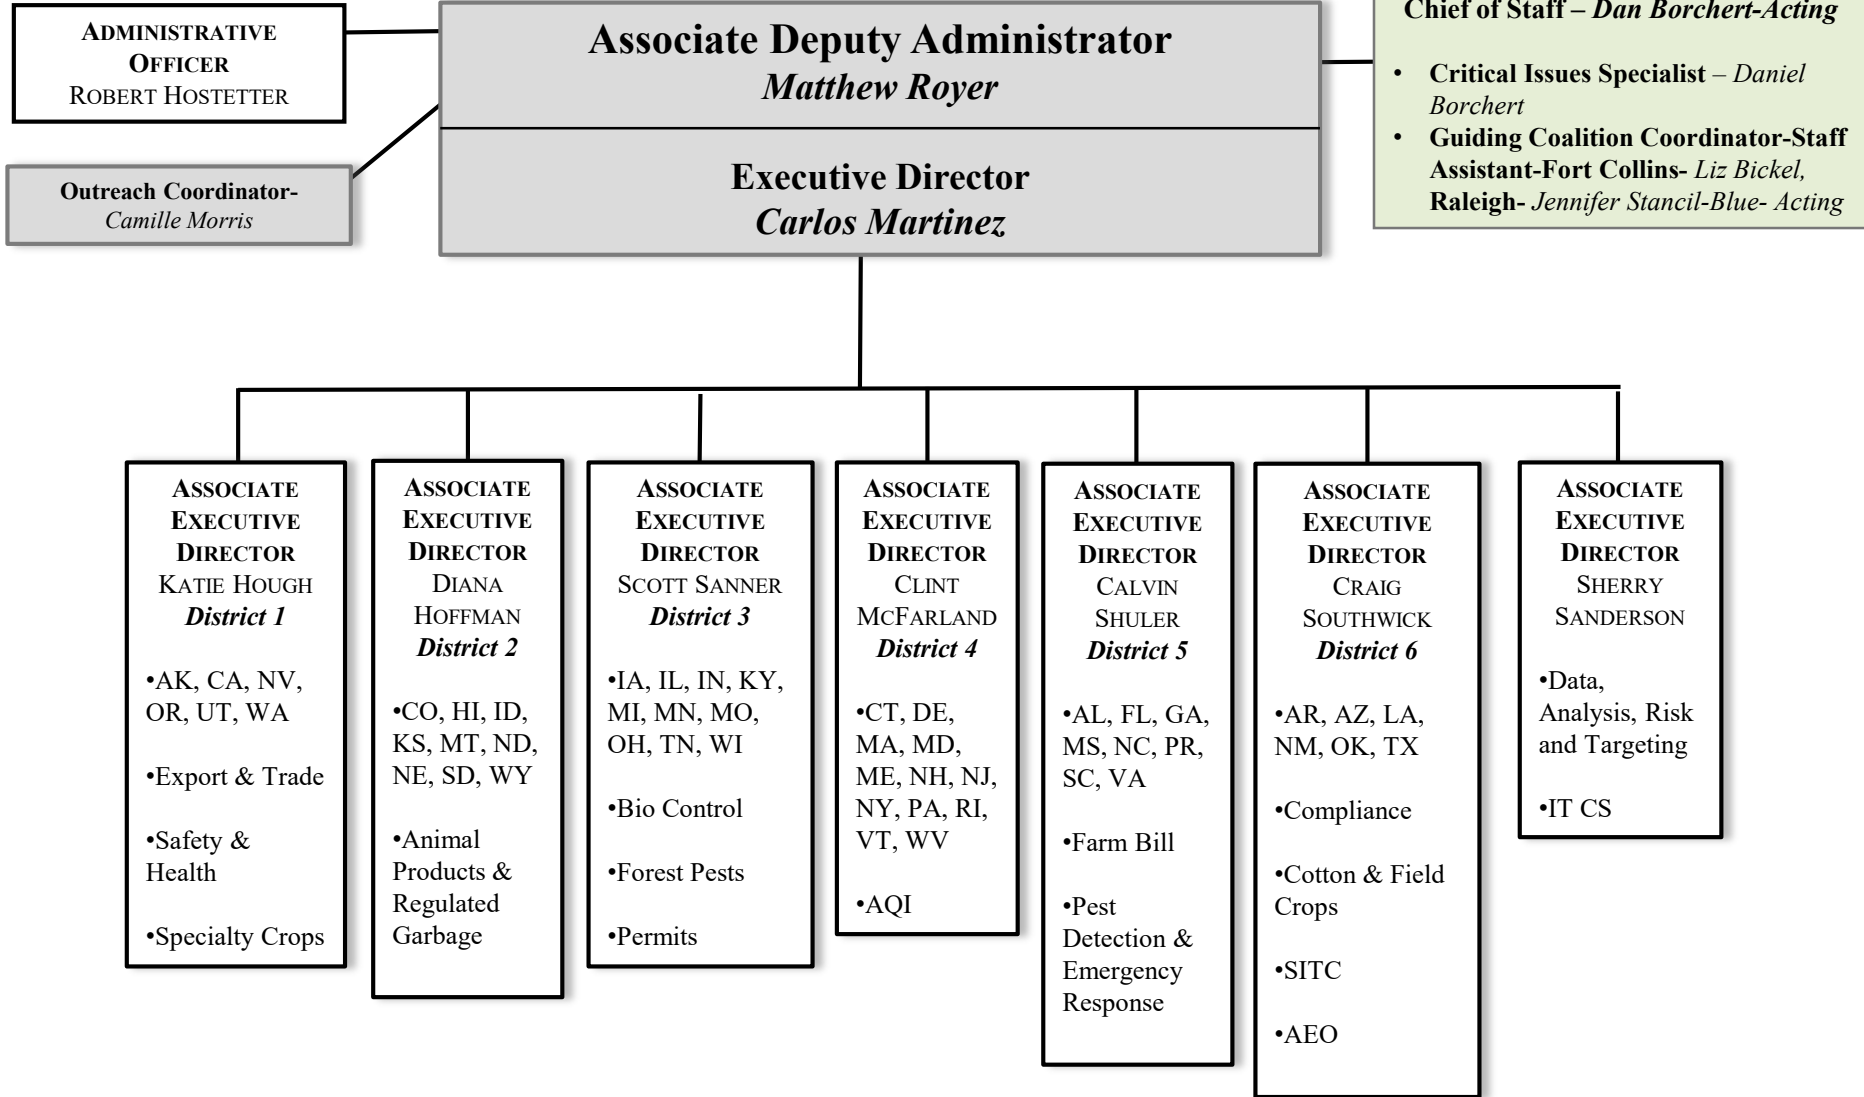 ADMINISTRATIVE
OFFICER
ROBERT HOSTETTER
Outreach Coordinator-
Camille Morris
Associate Deputy Administrator
Matthew Royer
Executive Director
Carlos Martinez
Chief of Staff – Dan Borchert-Acting
• Critical Issues Specialist – Daniel
Borchert
• Guiding Coalition Coordinator-Staff
Assistant-Fort Collins- Liz Bickel,
Raleigh- Jennifer Stancil-Blue- Acting
ASSOCIATE
EXECUTIVE
DIRECTOR
KATIE HOUGH
District 1
•AK, CA, NV,
OR, UT, WA
•Export & Trade
•Safety &
Health
•Specialty Crops
ASSOCIATE
EXECUTIVE
DIRECTOR
DIANA
HOFFMAN
District 2
•CO, HI, ID,
KS, MT, ND,
NE, SD, WY
•Animal
Products &
Regulated
Garbage
ASSOCIATE
EXECUTIVE
DIRECTOR
SCOTT SANNER
District 3
•IA, IL, IN, KY,
MI, MN, MO,
OH, TN, WI
•Bio Control
•Forest Pests
•Permits
ASSOCIATE
EXECUTIVE
DIRECTOR
CLINT
MCFARLAND
District 4
•CT, DE,
MA, MD,
ME, NH, NJ,
NY, PA, RI,
VT, WV
•AQI
ASSOCIATE
EXECUTIVE
DIRECTOR
CALVIN
SHULER
District 5
•AL, FL, GA,
MS, NC, PR,
SC, VA
•Farm Bill
•Pest
Detection &
Emergency
Response
ASSOCIATE
EXECUTIVE
DIRECTOR
CRAIG
SOUTHWICK
District 6
•AR, AZ, LA,
NM, OK, TX
•Compliance
•Cotton & Field
Crops
•SITC
•AEO
ASSOCIATE
EXECUTIVE
DIRECTOR
SHERRY
SANDERSON
•Data,
Analysis, Risk
and Targeting
•IT CS